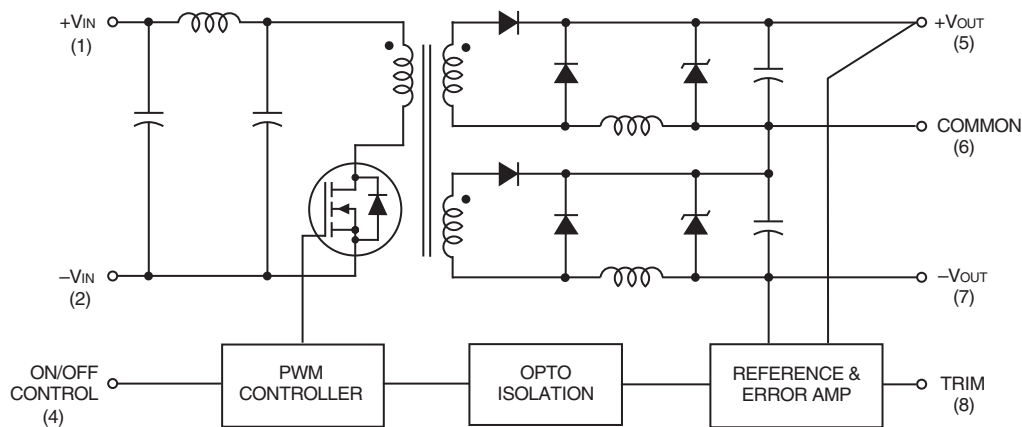 +VIN
(1)
+VOUT
(5)
COMMON
(6)
–VIN
(2)
–VOUT
(7)
ON/OFF
CONTROL
(4)
PWM
CONTROLLER
OPTO
ISOLATION
REFERENCE &
ERROR AMP
TRIM
(8)